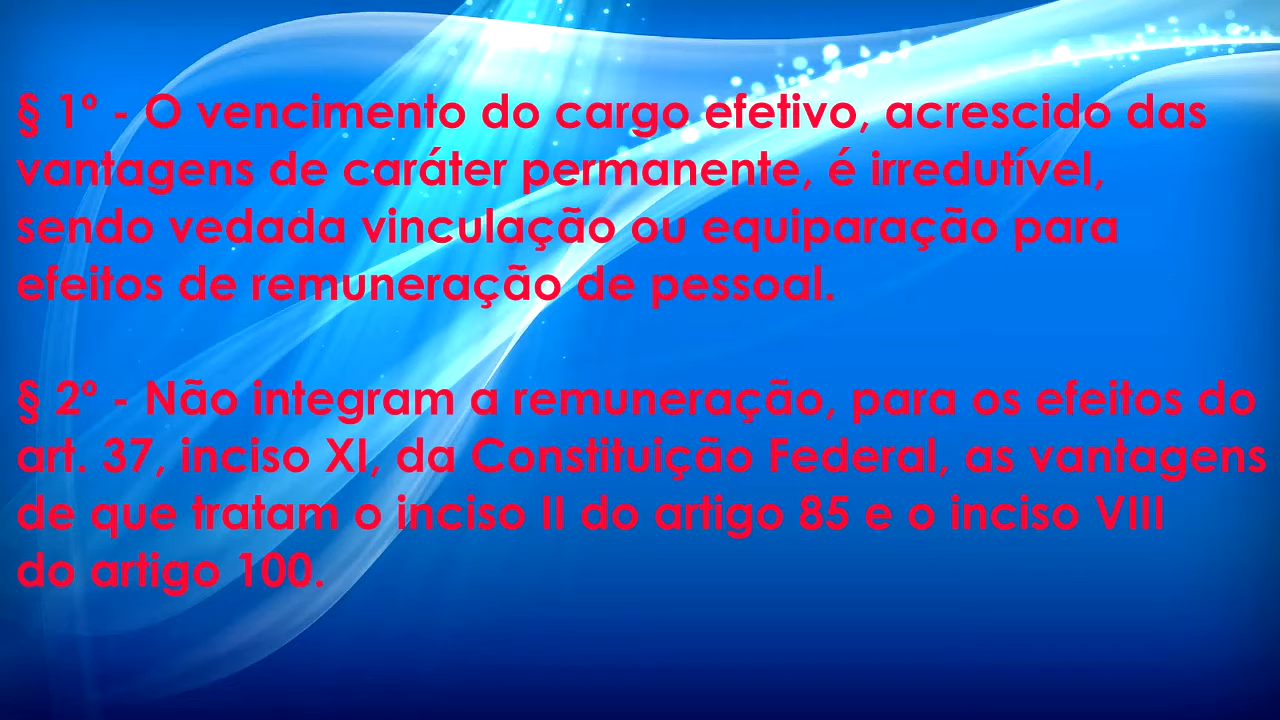 § 1º - O vencimento do cargo efetivo, acrescido das
vantagens de caráter permanente, é irredutível,
sendo vedada vinculação ou equiparação para
efeitos de remuneração de pessoal.
§ 2º - Não integram a remuneração, para os efeitos do
art. 37, inciso XI, da Constituição Federal, as vantagens
de que tratam o inciso II do artigo 85 e o inciso VIII
do artigo 100.